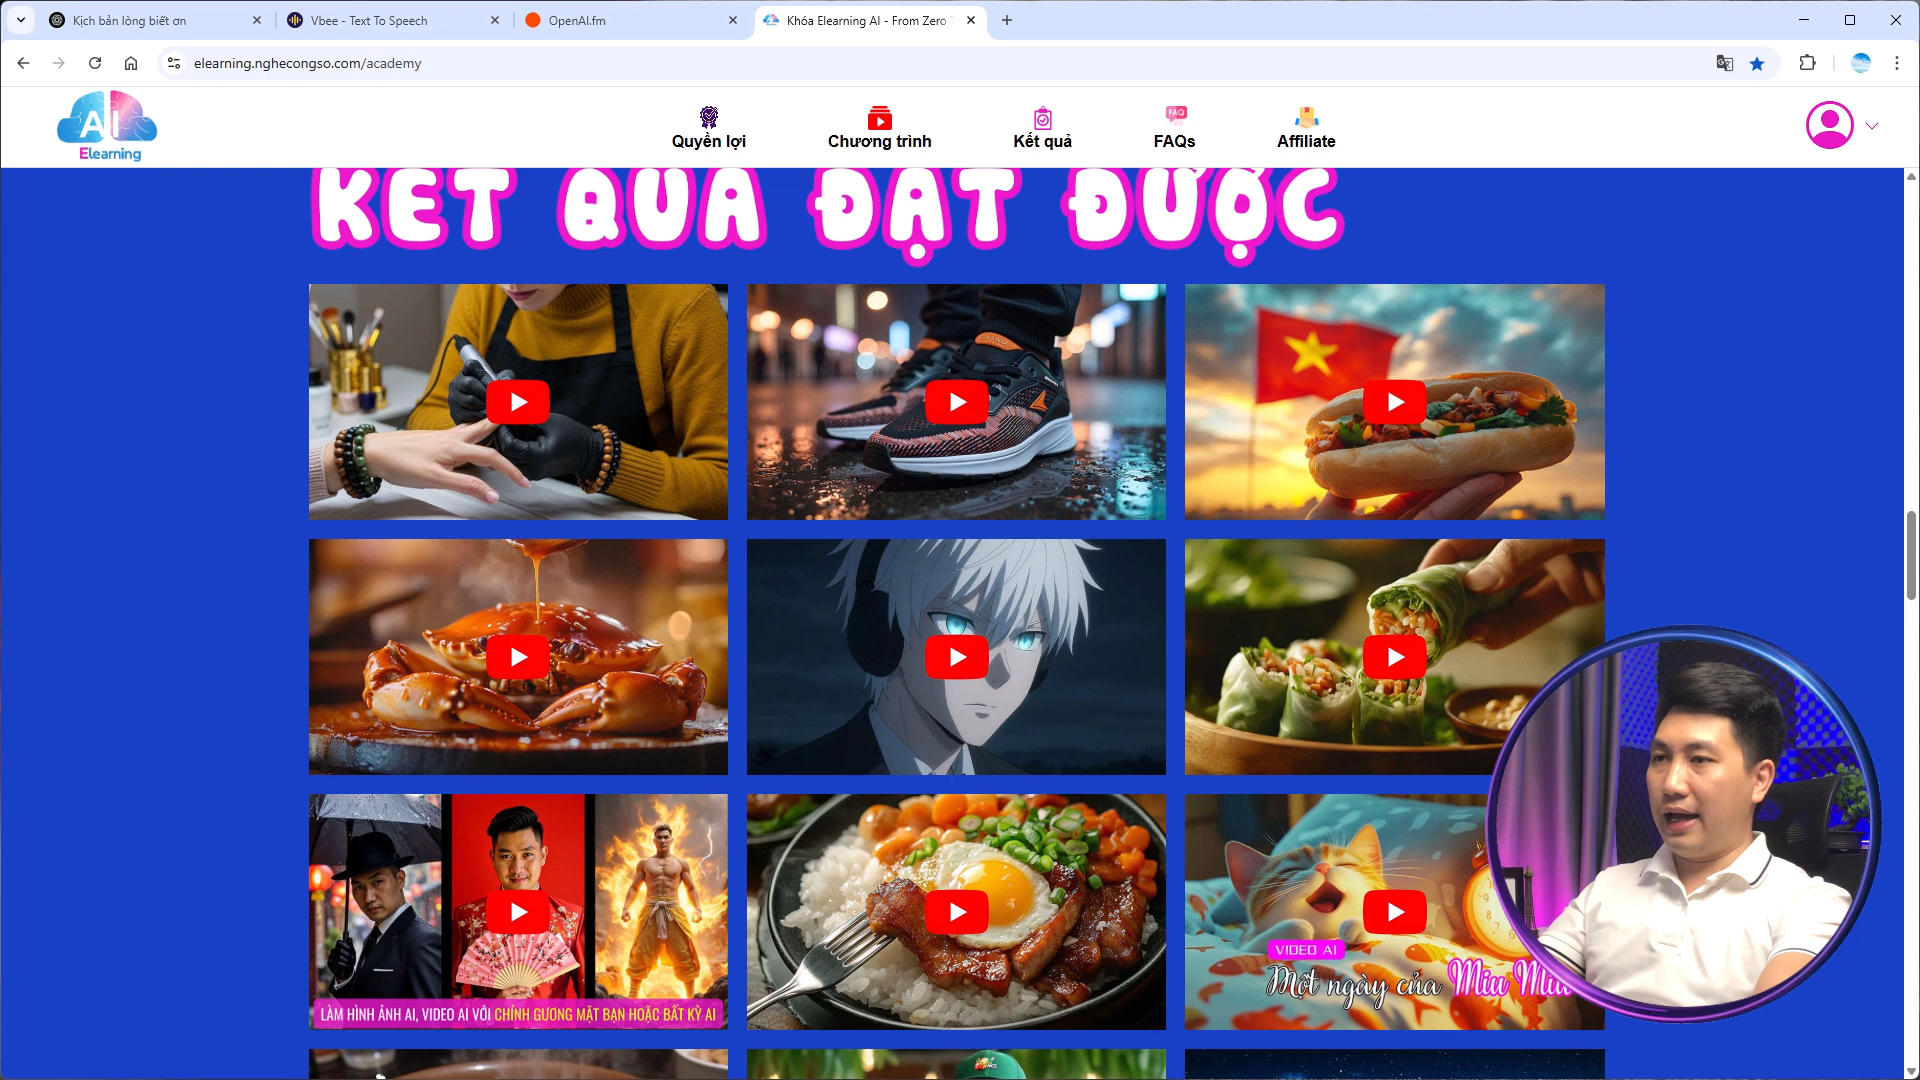 Kịch bản lòng biết ơn
Vbee - Text To Speech
OpenAI.fm
Khóa Elearning AI - From Zero
elearning.nghecongso.com/academy
AI
Elearning
Quyền lợi
Chương trình
Kết quả
FAQ
FAQs
Affiliate
KẾT QUẢ ĐẠT ĐƯỢC
LÀM HÌNH ẢNH AI, VIDEO AI VỚI CHÍNH GƯƠNG MẶT BẠN HOẶC BẤT KỲ AI
VIDEO AI
Một ngày của Miu Miu